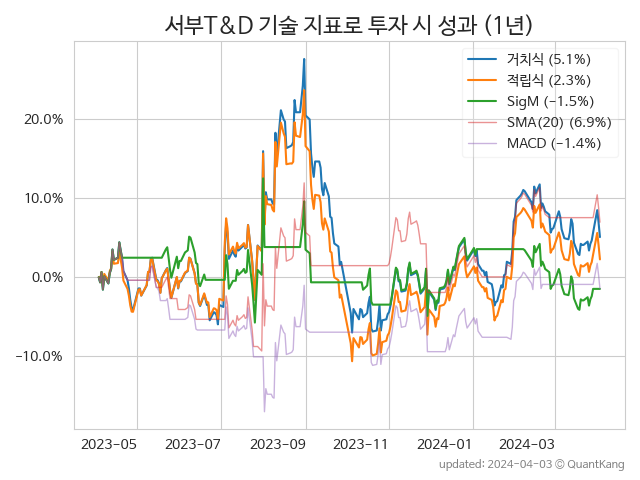 서부T&D 기술 지표로 투자 시 성과 (1년)
거치식 (5.1%)
적립식 (2.3%)
SigM (−1.5%)
SMA(20) (6.9%)
MACD (−1.4%)
20.0%
10.0%
0.0%
−10.0%
2023-05 2023-07 2023-09 2023-11 2024-01 2024-03
updated: 2024-04-03 © QuantKang